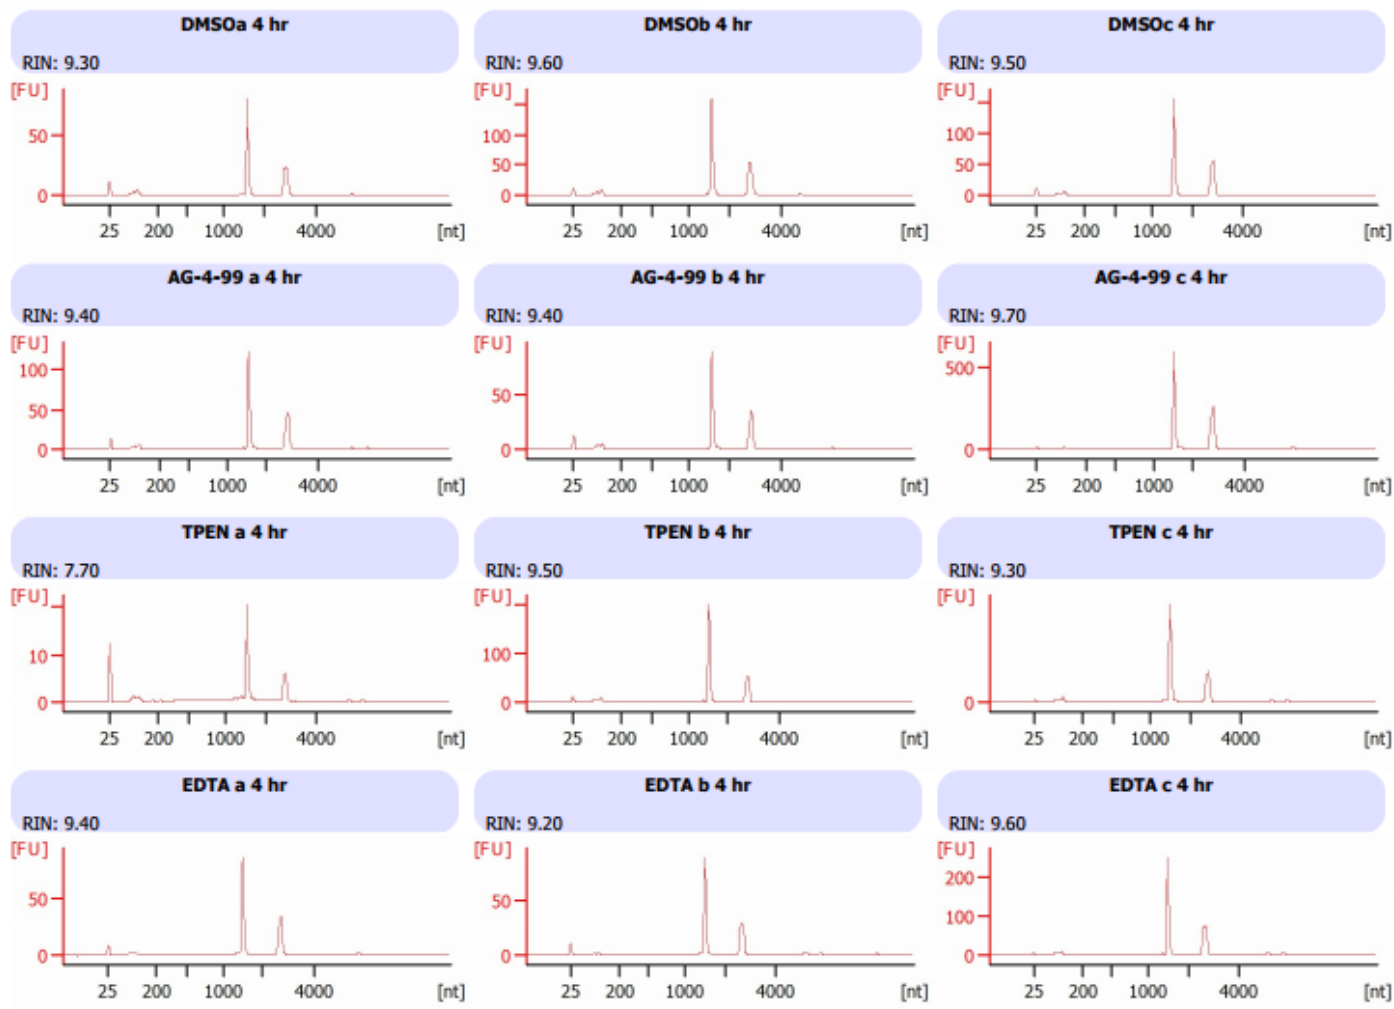 DMSOa 4 hr
RIN: 9.30
[FU]
50
0
25 200 1000 4000 [nt]
DMSOb 4 hr
RIN: 9.60
[FU]
100
50
0
25 200 1000 4000 [nt]
DMSOc 4 hr
RIN: 9.50
[FU]
100
50
0
25 200 1000 4000 [nt]
AG-4-99 a 4 hr
RIN: 9.40
[FU]
100
50
0
25 200 1000 4000 [nt]
AG-4-99 b 4 hr
RIN: 9.40
[FU]
50
0
25 200 1000 4000 [nt]
AG-4-99 c 4 hr
RIN: 9.70
[FU]
500
0
25 200 1000 4000 [nt]
TPEN a 4 hr
RIN: 7.70
[FU]
10
0
25 200 1000 4000 [nt]
TPEN b 4 hr
RIN: 9.50
[FU]
100
0
25 200 1000 4000 [nt]
TPEN c 4 hr
RIN: 9.30
[FU]
0
25 200 1000 4000 [nt]
EDTA a 4 hr
RIN: 9.40
[FU]
50
0
25 200 1000 4000 [nt]
EDTA b 4 hr
RIN: 9.20
[FU]
50
0
25 200 1000 4000 [nt]
EDTA c 4 hr
RIN: 9.60
[FU]
200
100
0
25 200 1000 4000 [nt]